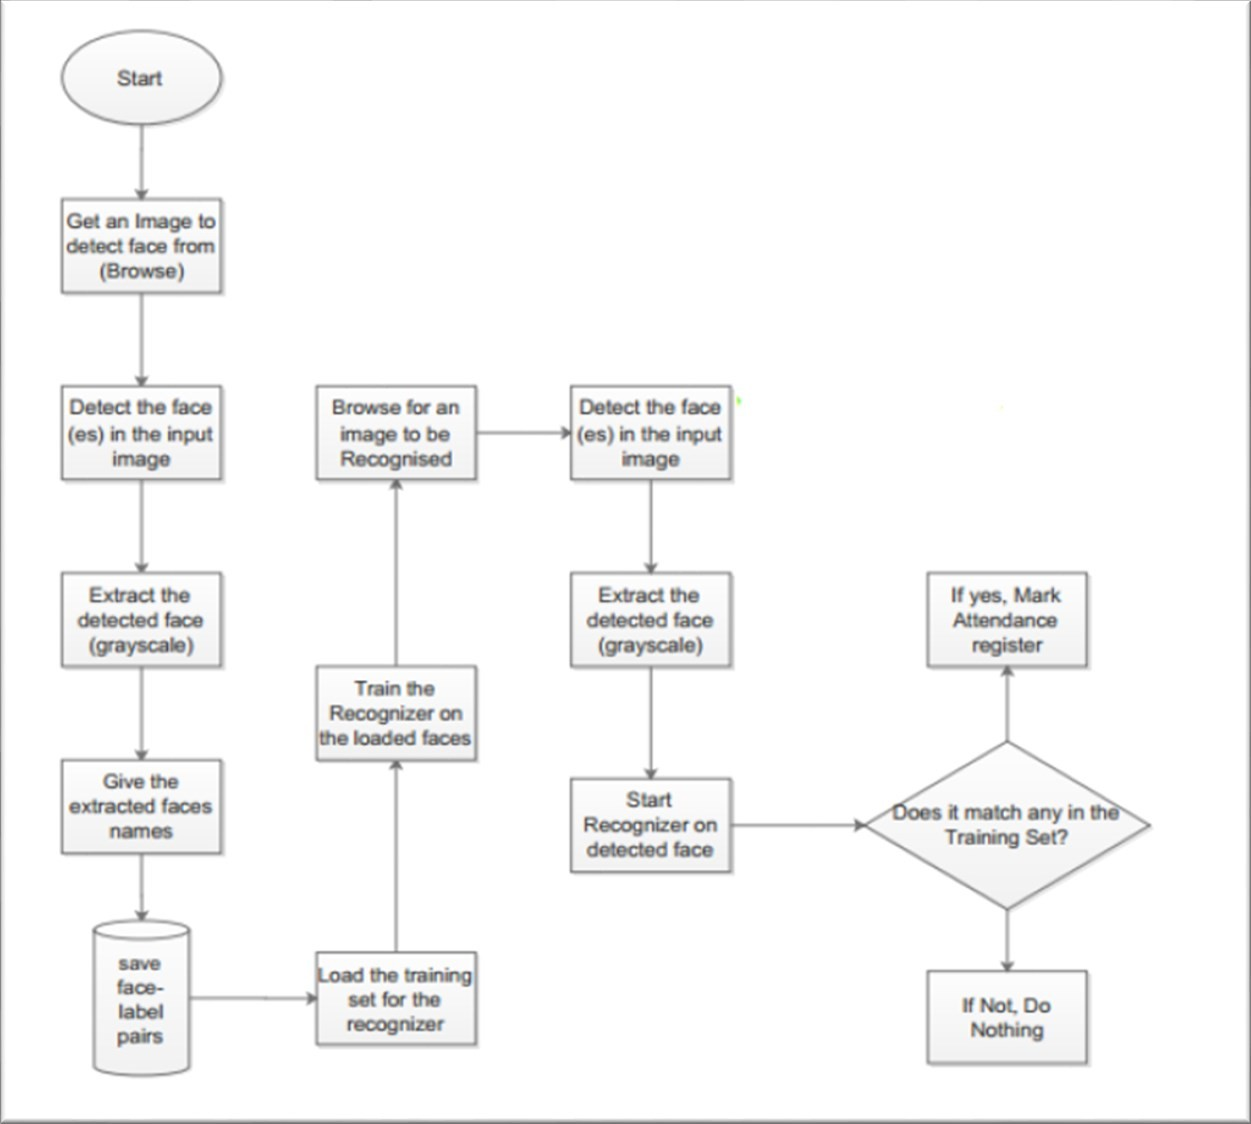 Start
Get an Image to
detect face from
(Browse)
Detect the face
(es) in the input
image
Extract the
detected face
(grayscale)
Give the
extracted faces
names
save
face-
label
pairs
Load the training
set for the
recognizer
Train the
Recognizer on
the loaded faces
Browse for an
image to be
Recognised
Detect the face
(es) in the input
image
Extract the
detected face
(grayscale)
Start
Recognizer on
detected face
Does it match any in the
Training Set?
If yes, Mark
Attendance
register
If Not, Do
Nothing